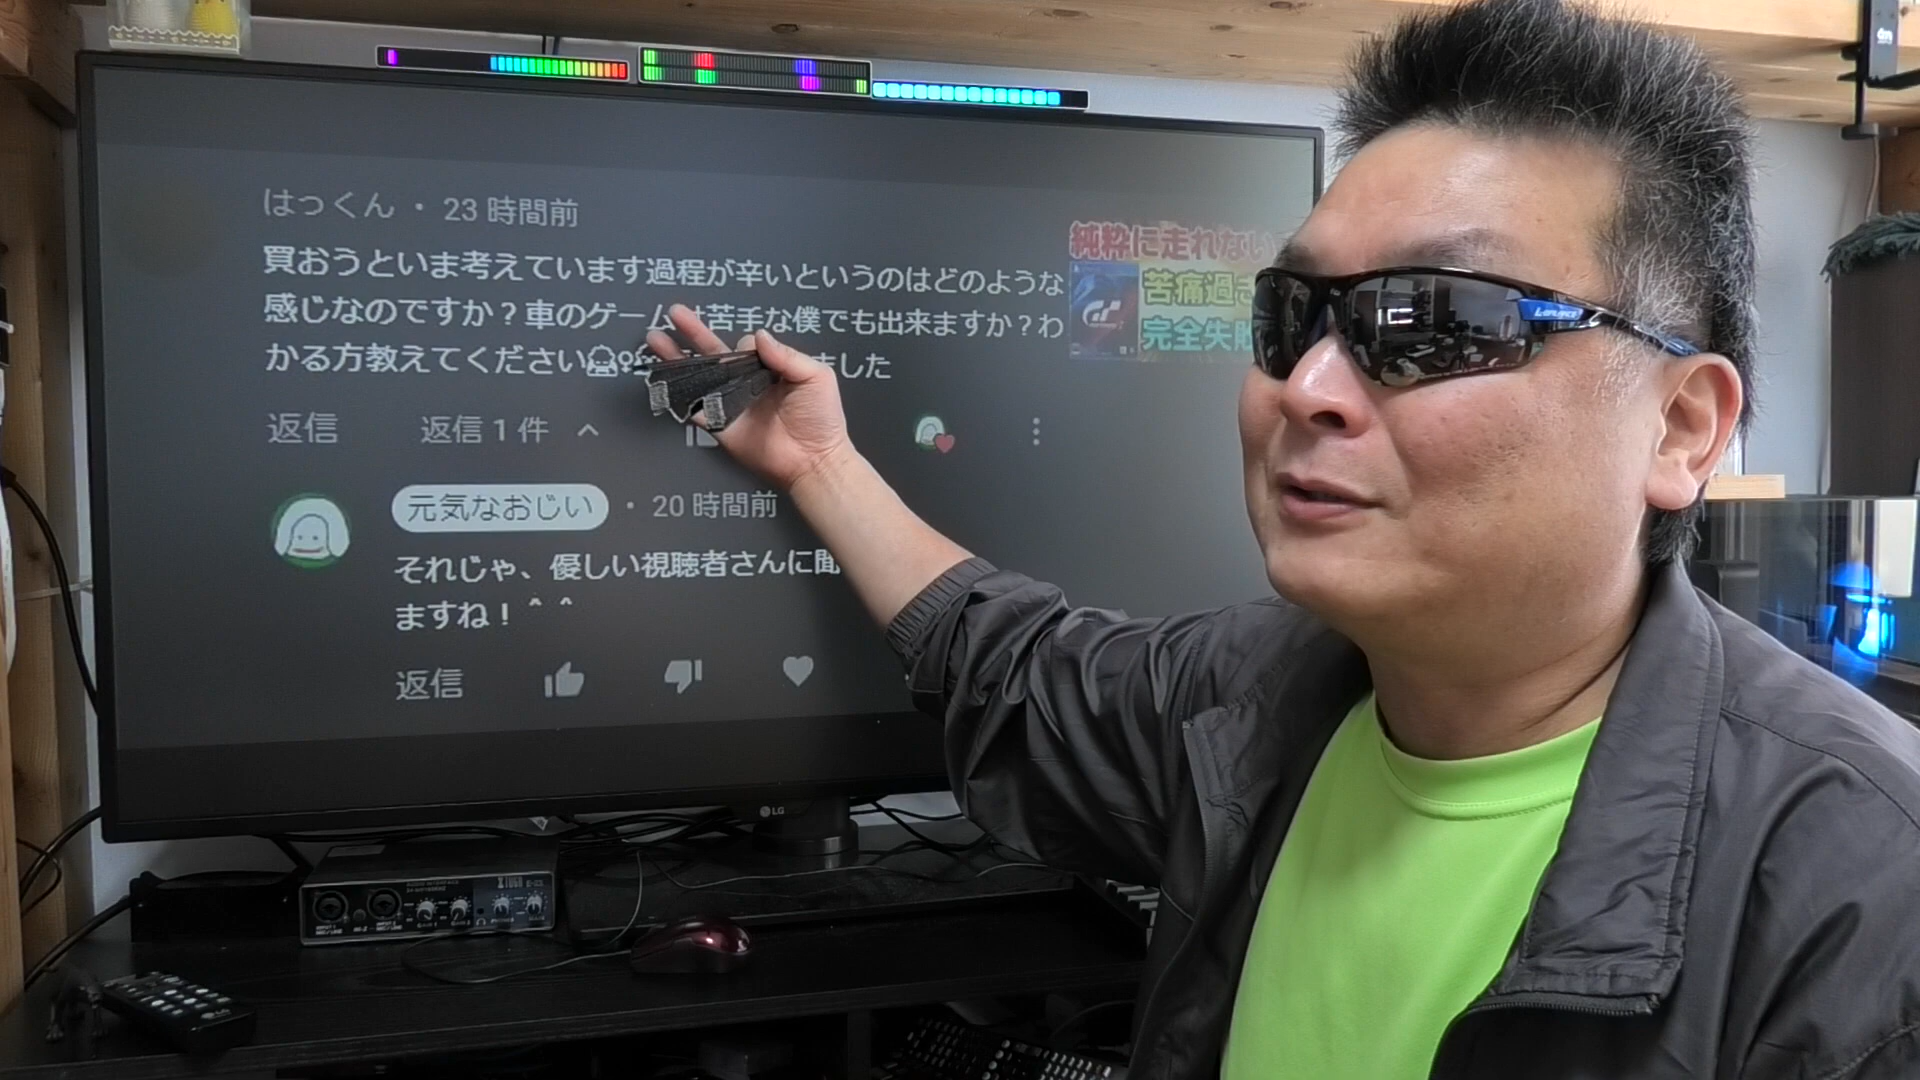 はっくん・23 時間前
買おうといま考えています過程が辛いというのはどのような
感じなのですか？車のゲーム 苦手な僕でも出来ますか？わ
かる方教えてください
ました
返信 返信 1 件
純粋に走れない
苦痛過ぎ
完全失敗
元気なおじい・20 時間前
それじゃ、優しい視聴者さんに聞
ますね！＾＾
返信
LG
AUDIO INTERFACE